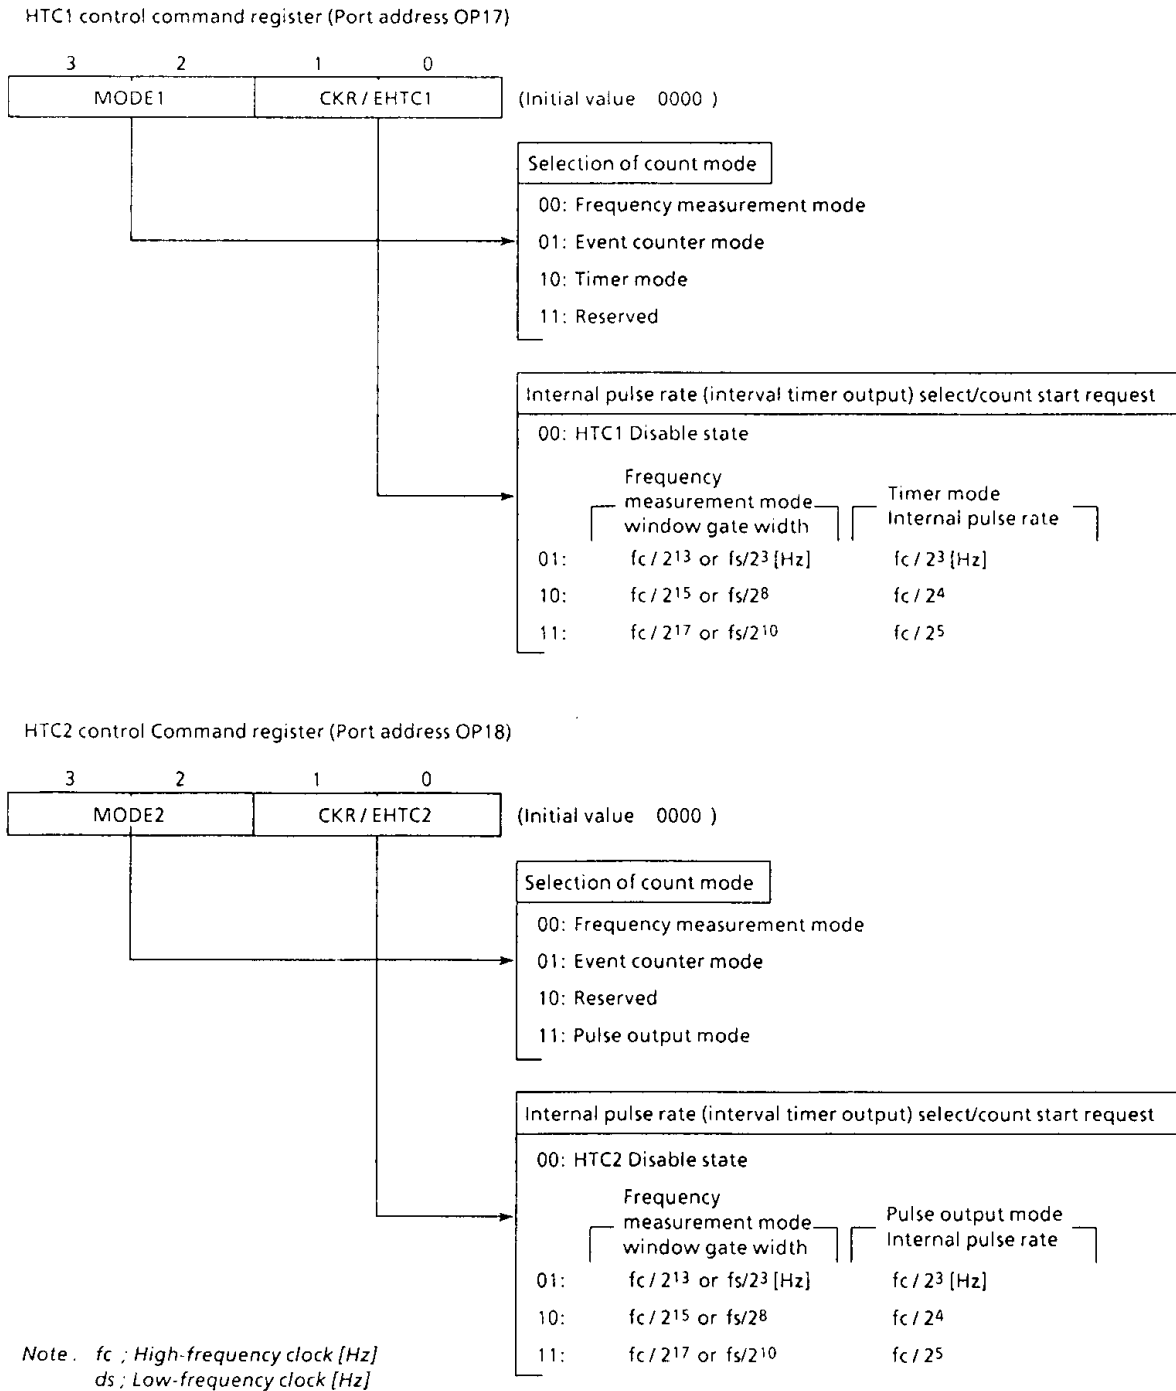 HTC1 control command register (Port address OP17)
3 2 1 0
MODE1 CKR / EHTC1 (Initial value 0000 )
Selection of count mode
00: Frequency measurement mode
01: Event counter mode
10: Timer mode
11: Reserved
Internal pulse rate (interval timer output) select/count start request
00: HTC1 Disable state
Frequency
measurement mode
window gate width
Timer mode
Internal pulse rate
01: fc / 2¹³ or fs/2³ [Hz] fc / 2³ [Hz]
10: fc / 2¹⁵ or fs/2⁸ fc / 2⁴
11: fc / 2¹⁷ or fs/2¹⁰ fc / 2⁵
HTC2 control Command register (Port address OP18)
3 2 1 0
MODE2 CKR / EHTC2 (Initial value 0000 )
Selection of count mode
00: Frequency measurement mode
01: Event counter mode
10: Reserved
11: Pulse output mode
Internal pulse rate (interval timer output) select/count start request
00: HTC2 Disable state
Frequency
measurement mode
window gate width
Pulse output mode
Internal pulse rate
01: fc / 2¹³ or fs/2³ [Hz] fc / 2³ [Hz]
10: fc / 2¹⁵ or fs/2⁸ fc / 2⁴
11: fc / 2¹⁷ or fs/2¹⁰ fc / 2⁵
Note . fc ; High-frequency clock [Hz]
ds ; Low-frequency clock [Hz]